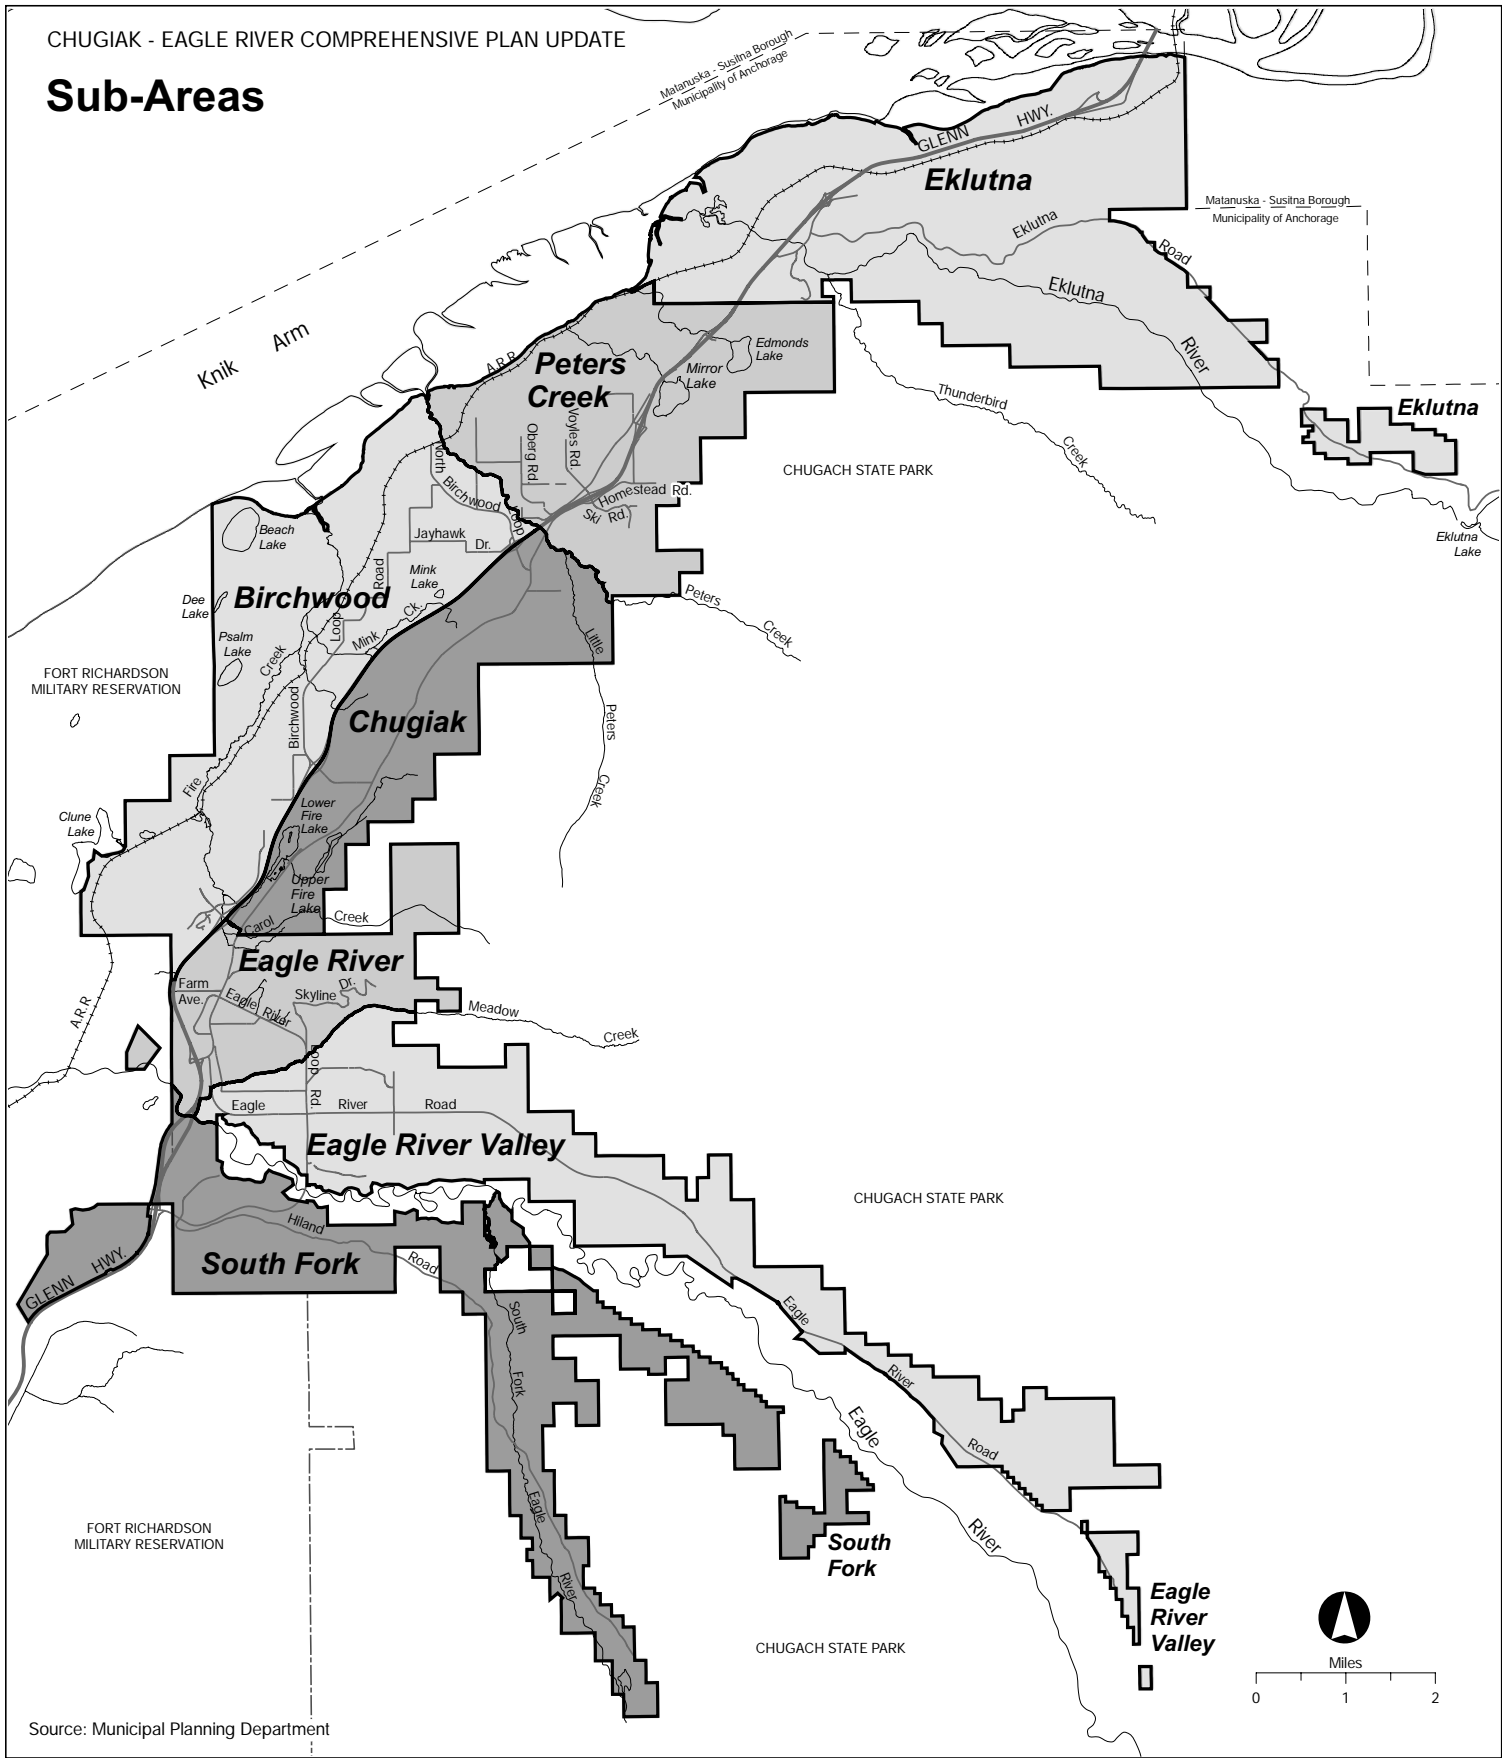 CHUGIAK - EAGLE RIVER COMPREHENSIVE PLAN UPDATE
Sub-Areas
Matanuska - Susitna Borough
Municipality of Anchorage
GLENN HWY.
Eklutna
Matanuska - Susitna Borough
Municipality of Anchorage
Eklutna
Road
Eklutna
River
Knik Arm
A.R.R.
Peters
Creek
Edmonds
Lake
Mirror
Lake
Thunderbird
Creek
Eklutna
Eklutna
Lake
CHUGACH STATE PARK
Voyles Rd.
Oberg Rd.
Homestead Rd.
Ski Rd.
North
Birchwood
Loop
Jayhawk
Dr.
Beach
Lake
Mink
Lake
Road
Dee
Lake
Birchwood
Mink Ck.
Loop
Psalm
Lake
Creek
Peters
Creek
Little
Peters
Creek
FORT RICHARDSON
MILITARY RESERVATION
Birchwood
Chugiak
Fire
Clune
Lake
Lower
Fire
Lake
Upper
Fire
Lake
Carol
Creek
Eagle River
Farm
Ave.
Eagle River
Skyline
Dr.
A.R.R
Meadow
Creek
Loop
Rd.
Eagle
River
Road
Eagle River Valley
CHUGACH STATE PARK
Hiland
Road
GLENN HWY.
South Fork
South
Fork
Eagle
River
Eagle
River
Road
Eagle
River
FORT RICHARDSON
MILITARY RESERVATION
South
Fork
Eagle
River
Valley
CHUGACH STATE PARK
Miles
0 1 2
Source: Municipal Planning Department